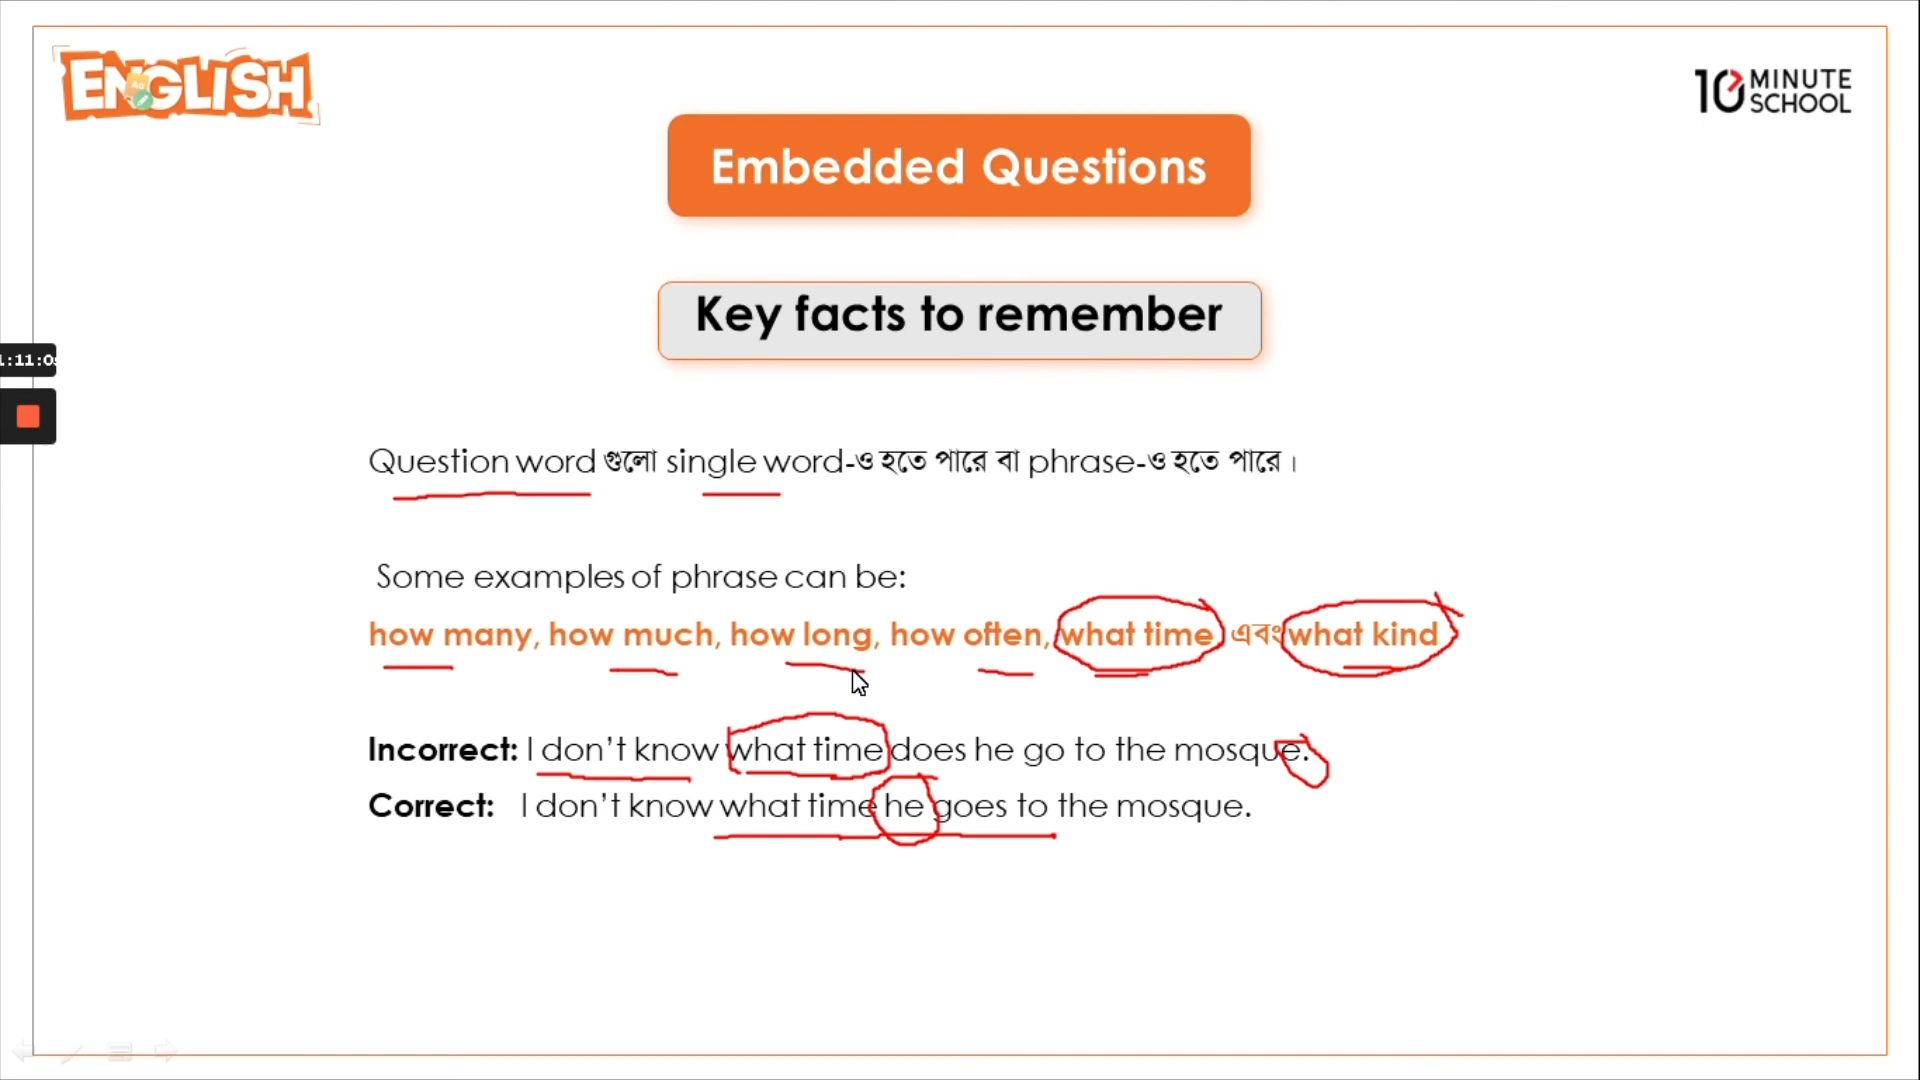 ENGLISH
10 MINUTE SCHOOL
Embedded Questions
Key facts to remember
Question word গুলো single word-ও হতে পারে বা phrase-ও হতে পারে।
Some examples of phrase can be:
how many, how much, how long, how often, what time এবং what kind
Incorrect: I don’t know what time does he go to the mosque.
Correct: I don’t know what time he goes to the mosque.